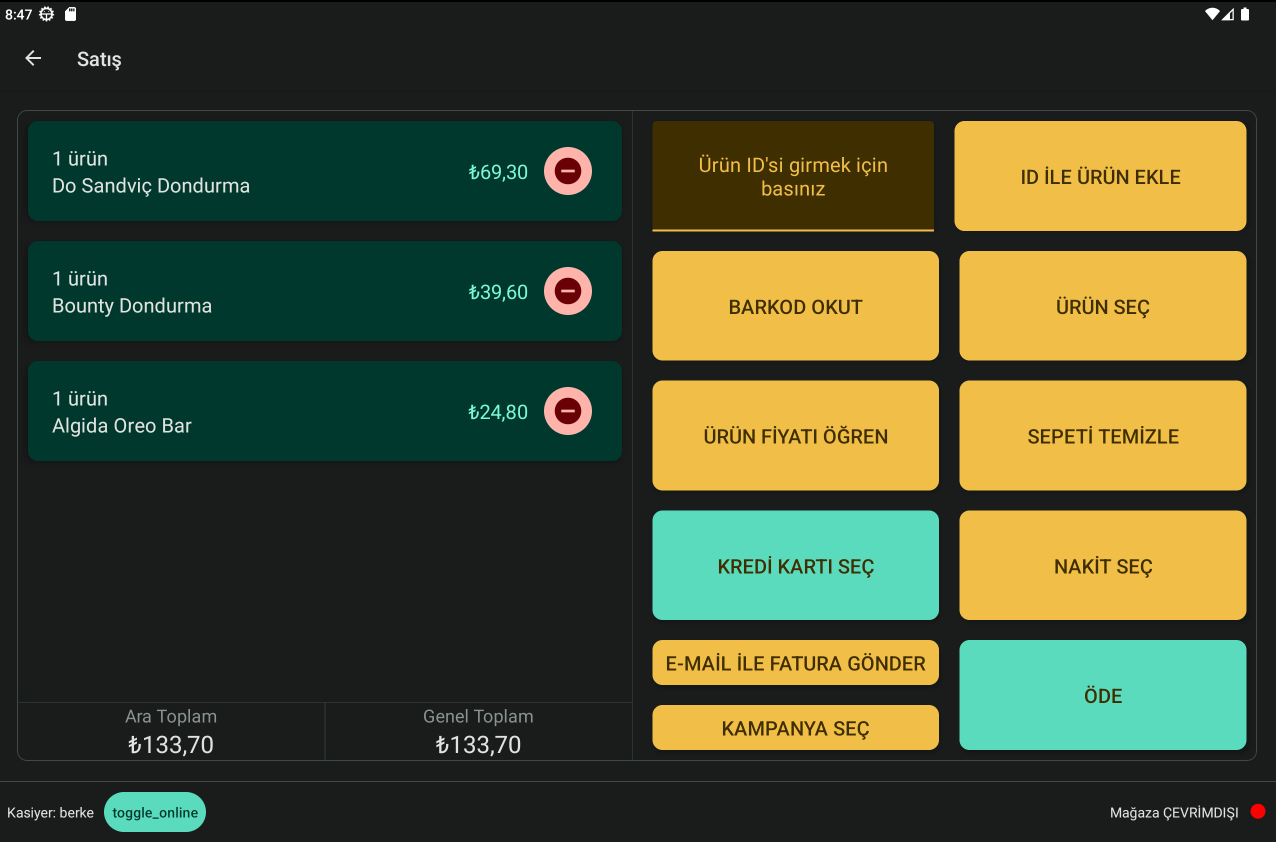 8:47
Satış
1 ürün
Do Sandviç Dondurma
₺69,30
1 ürün
Bounty Dondurma
₺39,60
1 ürün
Algida Oreo Bar
₺24,80
Ara Toplam
₺133,70
Genel Toplam
₺133,70
Ürün ID'si girmek için
basınız
ID İLE ÜRÜN EKLE
BARKOD OKUT
ÜRÜN SEÇ
ÜRÜN FİYATI ÖĞREN
SEPETİ TEMİZLE
KREDİ KARTI SEÇ
NAKİT SEÇ
E-MAİL İLE FATURA GÖNDER
KAMPANYA SEÇ
ÖDE
Kasiyer: berke
toggle_online
Mağaza ÇEVRİMDIŞI